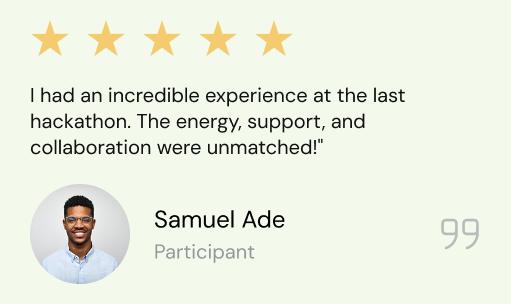 I had an incredible experience at the last
hackathon. The energy, support, and
collaboration were unmatched!"
Samuel Ade
Participant